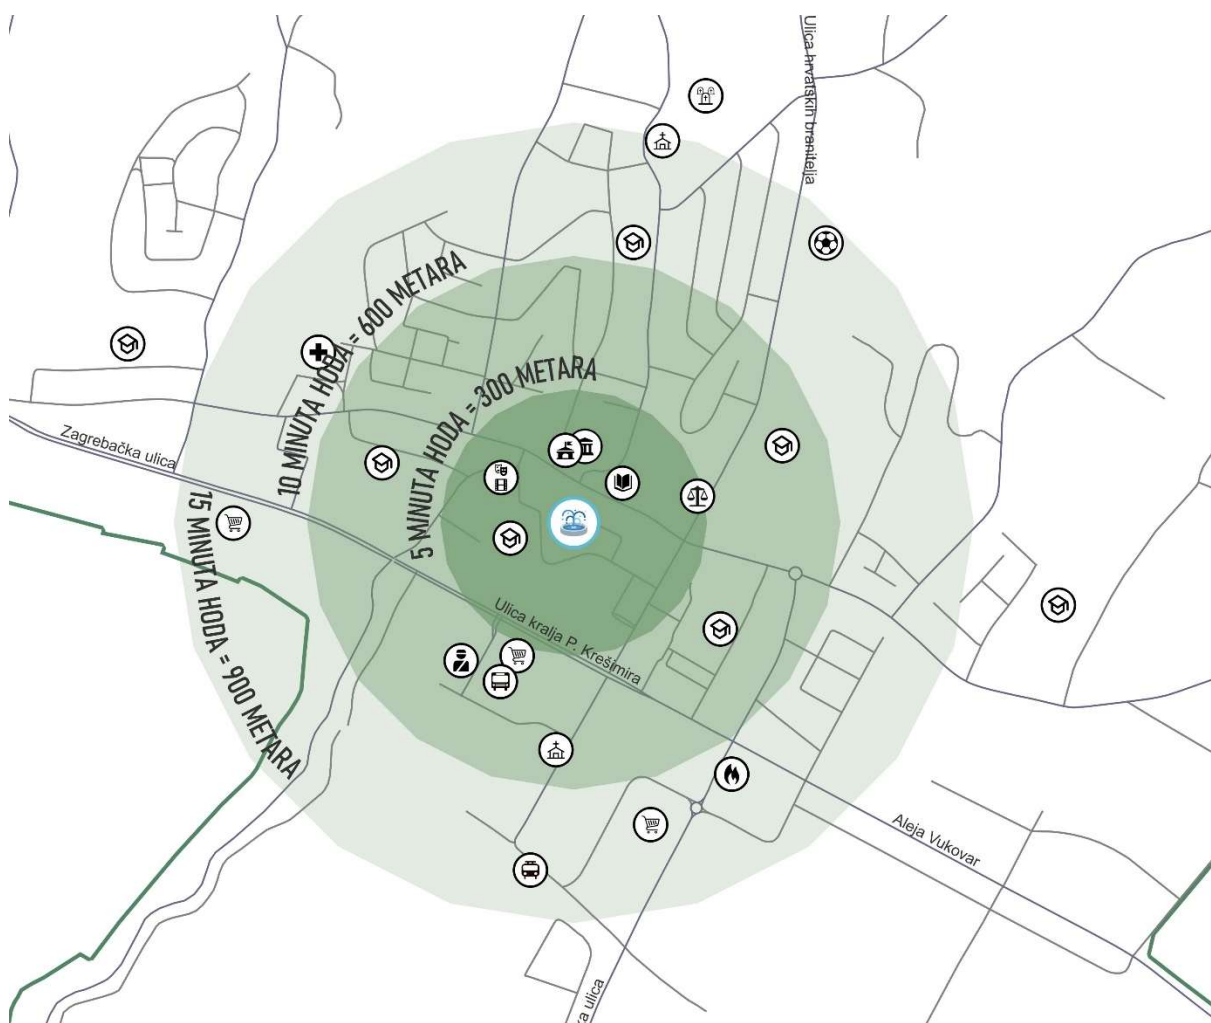 Ulica hrvatskih branitelja
10 MINUTA HODA = 600 METARA
5 MINUTA HODA = 300 METARA
Zagrebačka ulica
15 MINUTA HODA = 900 METARA
Ulica kralja P. Krešimira
Aleja Vukovar
ulica